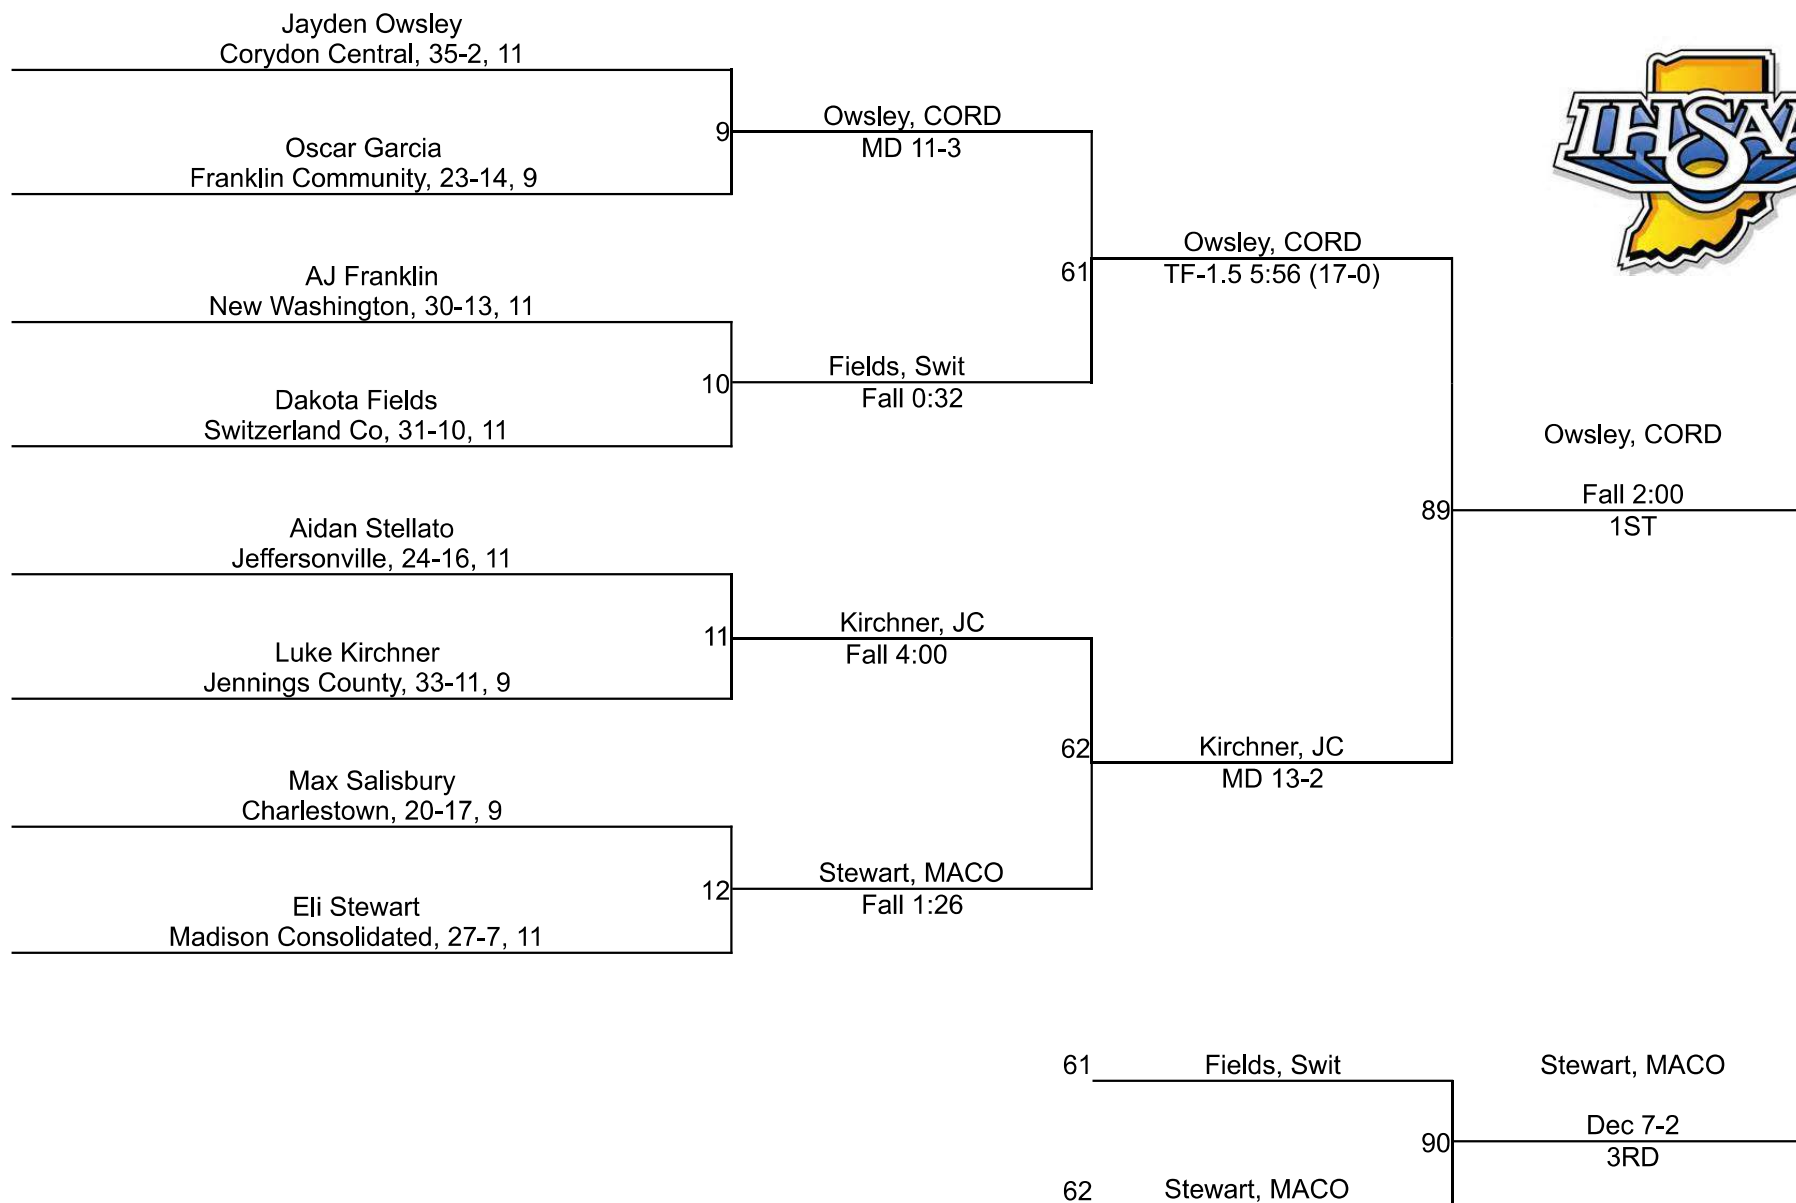 Jayden Owsley
Corydon Central, 35-2, 11
9
Oscar Garcia
Franklin Community, 23-14, 9
Owsley, CORD
MD 11-3
AJ Franklin
New Washington, 30-13, 11
10
Dakota Fields
Switzerland Co, 31-10, 11
Fields, Swit
Fall 0:32
61
Owsley, CORD
TF-1.5 5:56 (17-0)
Aidan Stellato
Jeffersonville, 24-16, 11
11
Luke Kirchner
Jennings County, 33-11, 9
Kirchner, JC
Fall 4:00
Max Salisbury
Charlestown, 20-17, 9
12
Eli Stewart
Madison Consolidated, 27-7, 11
Stewart, MACO
Fall 1:26
62
Kirchner, JC
MD 13-2
89
Owsley, CORD
Fall 2:00
1ST
IHSAA
61
Fields, Swit
62
Stewart, MACO
90
Stewart, MACO
Dec 7-2
3RD